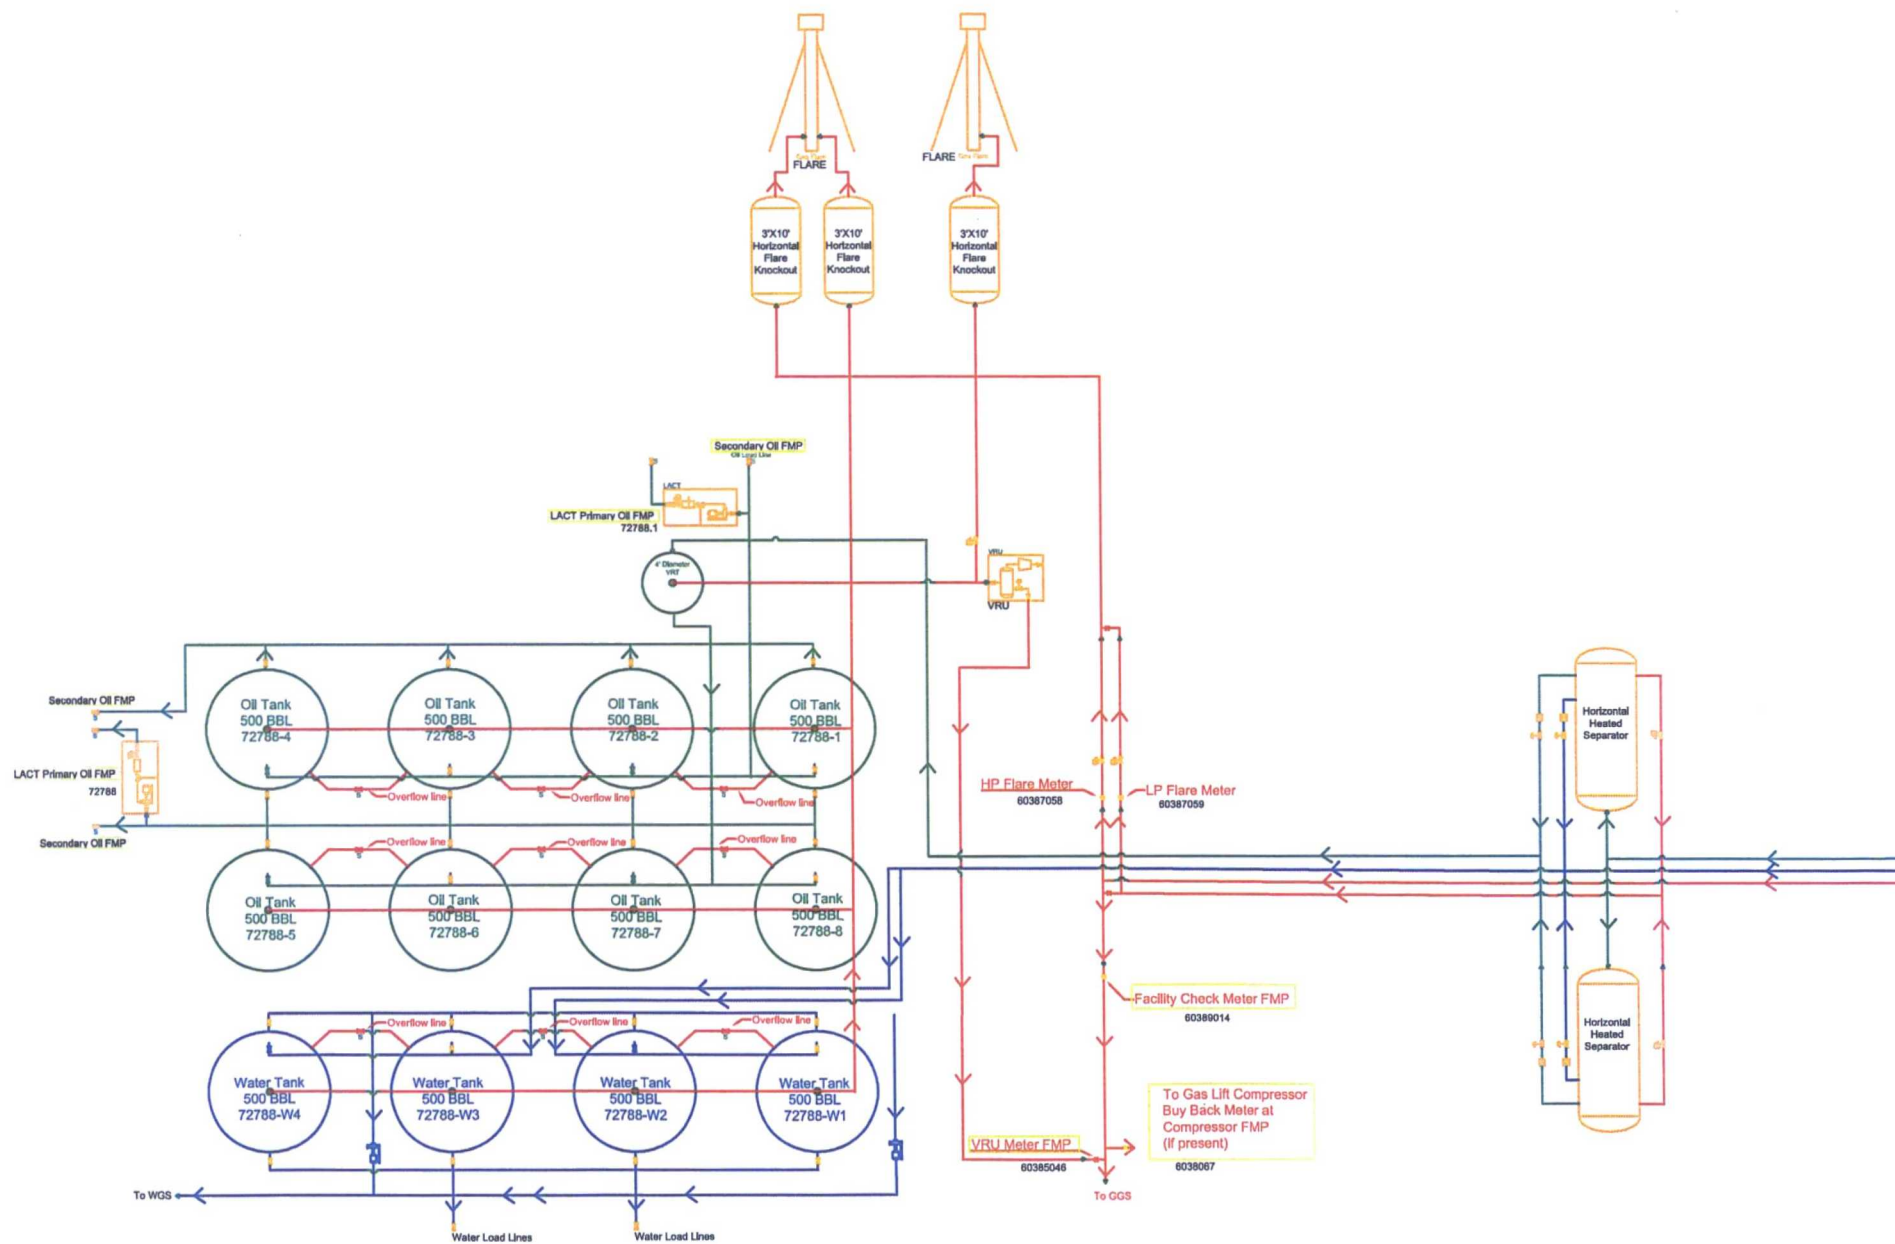 Gas Flare
FLARE
FLARE
Gas Flare
3'X10'
Horizontal
Flare
Knockout
3'X10'
Horizontal
Flare
Knockout
3'X10'
Horizontal
Flare
Knockout
Secondary Oil FMP
Oil Load Line
LACT
LACT Primary Oil FMP
72788.1
4' Diameter
VRT
VRU
VRU
Secondary Oil FMP
LACT Primary Oil FMP
72788
Secondary Oil FMP
Oil Tank
500 BBL
72788-4
Oil Tank
500 BBL
72788-3
Oil Tank
500 BBL
72788-2
Oil Tank
500 BBL
72788-1
Overflow line
Overflow line
Overflow line
Overflow line
Overflow line
Overflow line
Oil Tank
500 BBL
72788-5
Oil Tank
500 BBL
72788-6
Oil Tank
500 BBL
72788-7
Oil Tank
500 BBL
72788-8
HP Flare Meter
60387058
LP Flare Meter
60387059
Horizontal
Heated
Separator
Horizontal
Heated
Separator
Facility Check Meter FMP
60389014
Overflow line
Overflow line
Overflow line
Water Tank
500 BBL
72788-W4
Water Tank
500 BBL
72788-W3
Water Tank
500 BBL
72788-W2
Water Tank
500 BBL
72788-W1
To Gas Lift Compressor
Buy Back Meter at
Compressor FMP
(if present)
6038067
VRU Meter FMP
60385046
To GGS
To WGS
Water Load Lines
Water Load Lines